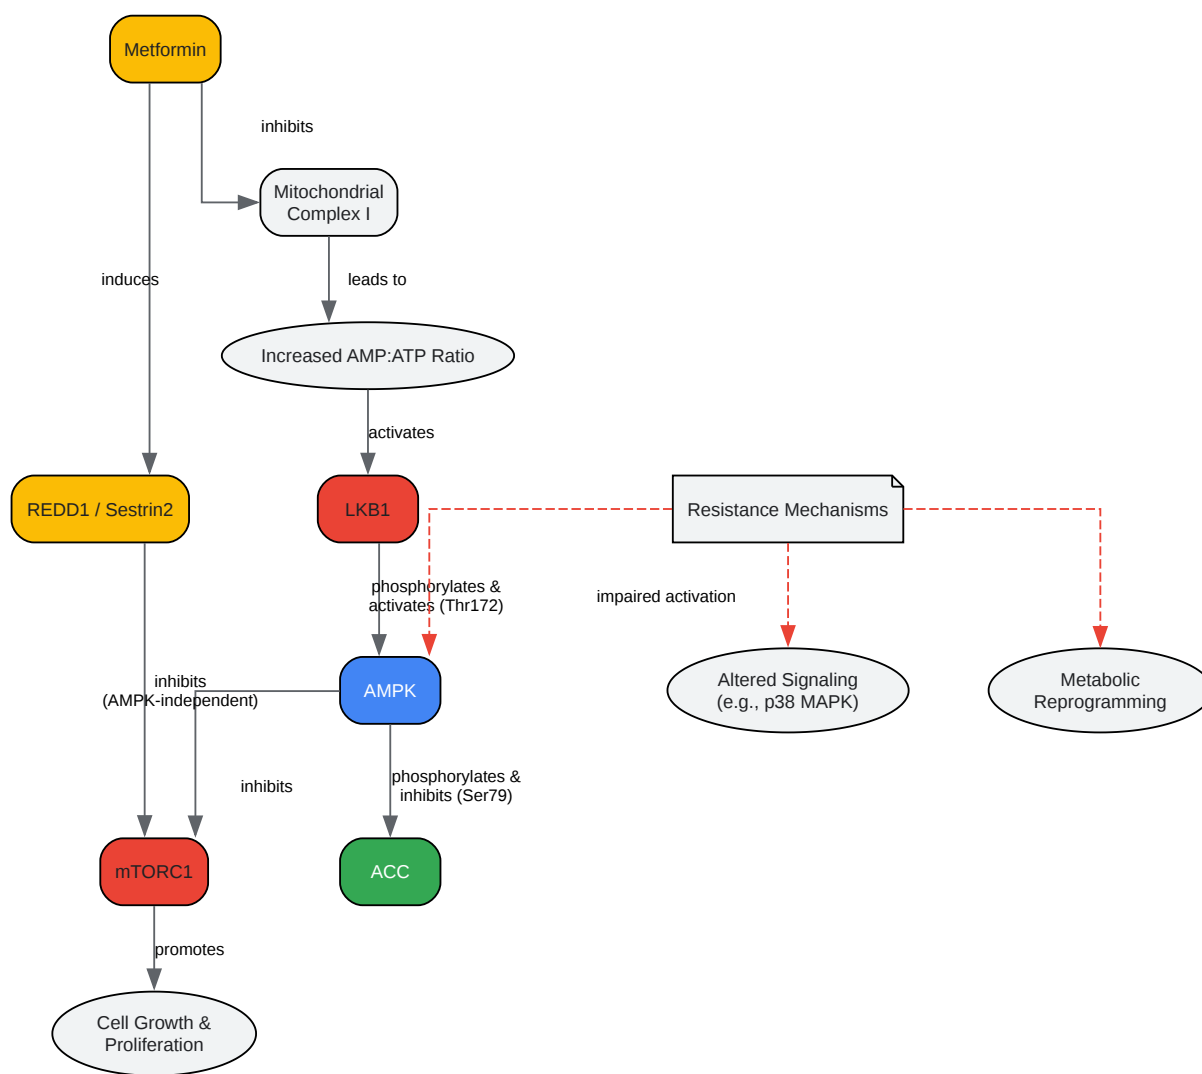 Metformin
inhibits
Mitochondrial
Complex I
induces
leads to
Increased AMP:ATP Ratio
activates
REDD1 / Sestrin2
LKB1
Resistance Mechanisms
phosphorylates &
activates (Thr172)
impaired activation
inhibits
(AMPK-independent)
AMPK
Altered Signaling
(e.g., p38 MAPK)
Metabolic
Reprogramming
inhibits
phosphorylates &
inhibits (Ser79)
mTORC1
ACC
promotes
Cell Growth &
Proliferation